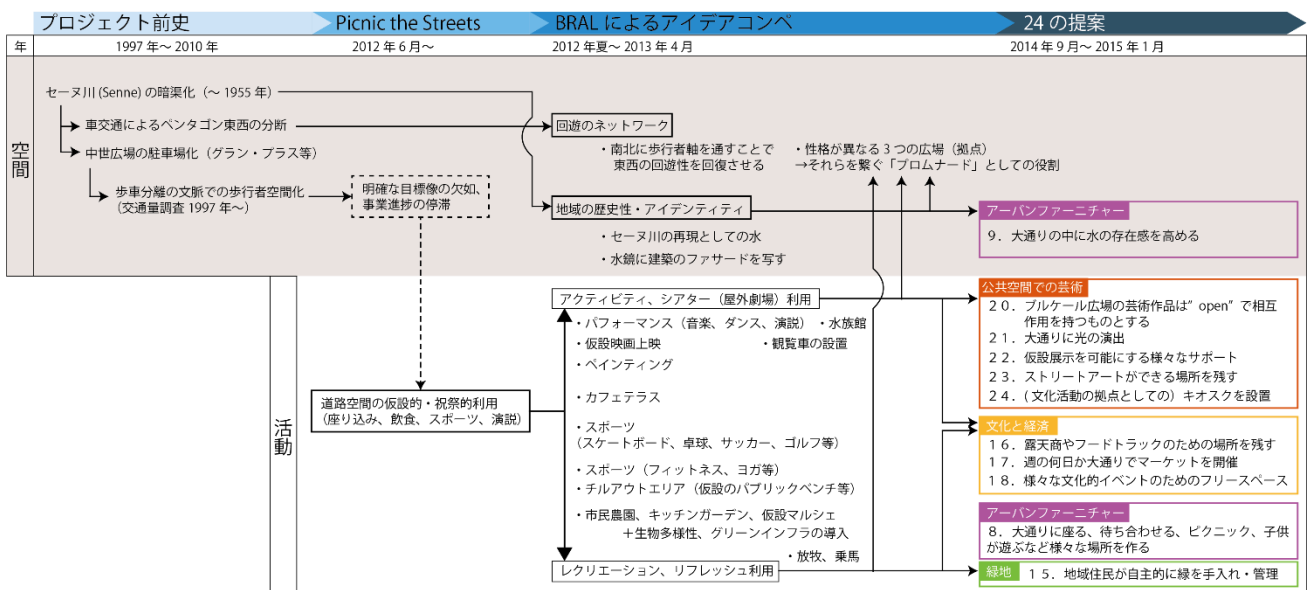 プロジェクト前史
Picnic the Streets
BRAL によるアイデアコンペ
24 の提案
年
1997 年～ 2010 年
2012 年 6 月～
2012 年夏～ 2013 年 4 月
2014 年 9 月～ 2015 年 1 月
空間
セーヌ川 (Senne) の暗渠化（～ 1955 年）
車交通によるペンタゴン東西の分断
中世広場の駐車場化（グラン・プラス等）
歩車分離の文脈での歩行者空間化
（交通量調査 1997 年～）
明確な目標像の欠如、
事業進捗の停滞
回遊のネットワーク
・南北に歩行者軸を通すことで
東西の回遊性を回復させる
・性格が異なる 3 つの広場（拠点）
→それらを繋ぐ「プロムナード」としての役割
地域の歴史性・アイデンティティ
・セーヌ川の再現としての水
・水鏡に建築のファサードを写す
アーバンファーニチャー
９．大通りの中に水の存在感を高める
活動
道路空間の仮設的・祝祭的利用
（座り込み、飲食、スポーツ、演説）
アクティビティ、シアター（屋外劇場）利用
・パフォーマンス（音楽、ダンス、演説）
・水族館
・仮設映画上映
・観覧車の設置
・ペインティング
・カフェテラス
・スポーツ
（スケートボード、卓球、サッカー、ゴルフ等）
・スポーツ（フィットネス、ヨガ等）
・チルアウトエリア（仮設のパブリックベンチ等）
・市民農園、キッチンガーデン、仮設マルシェ
＋生物多様性、グリーンインフラの導入
・放牧、乗馬
レクリエーション、リフレッシュ利用
公共空間での芸術
２０．ブルケール広場の芸術作品は”open”で相互
作用を持つものとする
２１．大通りに光の演出
２２．仮設展示を可能にする様々なサポート
２３．ストリートアートができる場所を残す
２４．(文化活動の拠点としての）キオスクを設置
文化と経済
１６．露天商やフードトラックのための場所を残す
１７．週の何日か大通りでマーケットを開催
１８．様々な文化的イベントのためのフリースペース
アーバンファーニチャー
８．大通りに座る、待ち合わせる、ピクニック、子供
が遊ぶなど様々な場所を作る
緑地
１５．地域住民が自主的に緑を手入れ・管理